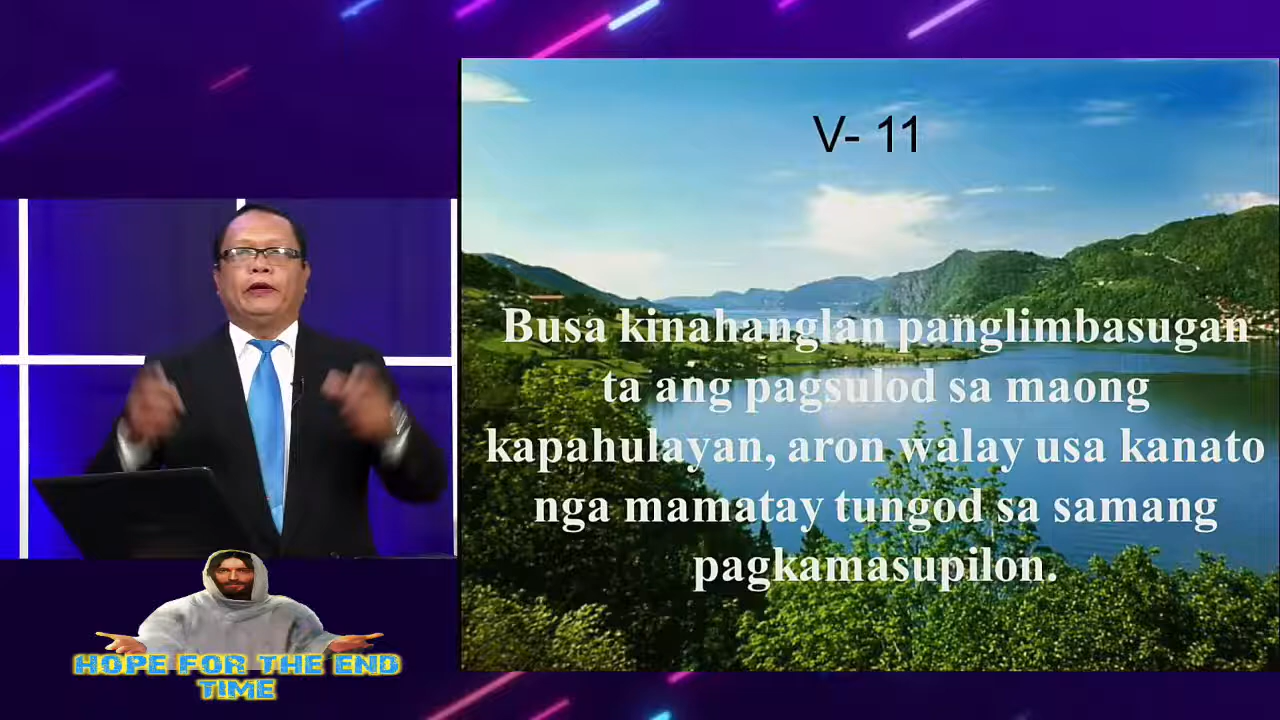 V- 11
Busa kinahanglan panglimbasugan
ta ang pagsulod sa maong
kapahulayan, aron walay usa kanato
nga mamatay tungod sa samang
pagkamasupilon.
HOPE FOR THE END
TIME